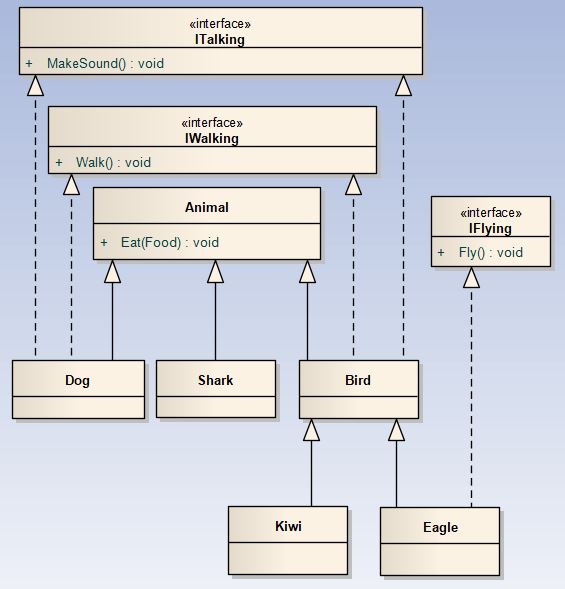 «interface»
ITalking
+ MakeSound() : void
«interface»
IWalking
+ Walk() : void
Animal
+ Eat(Food) : void
«interface»
IFlying
+ Fly() : void
Dog
Shark
Bird
Kiwi
Eagle